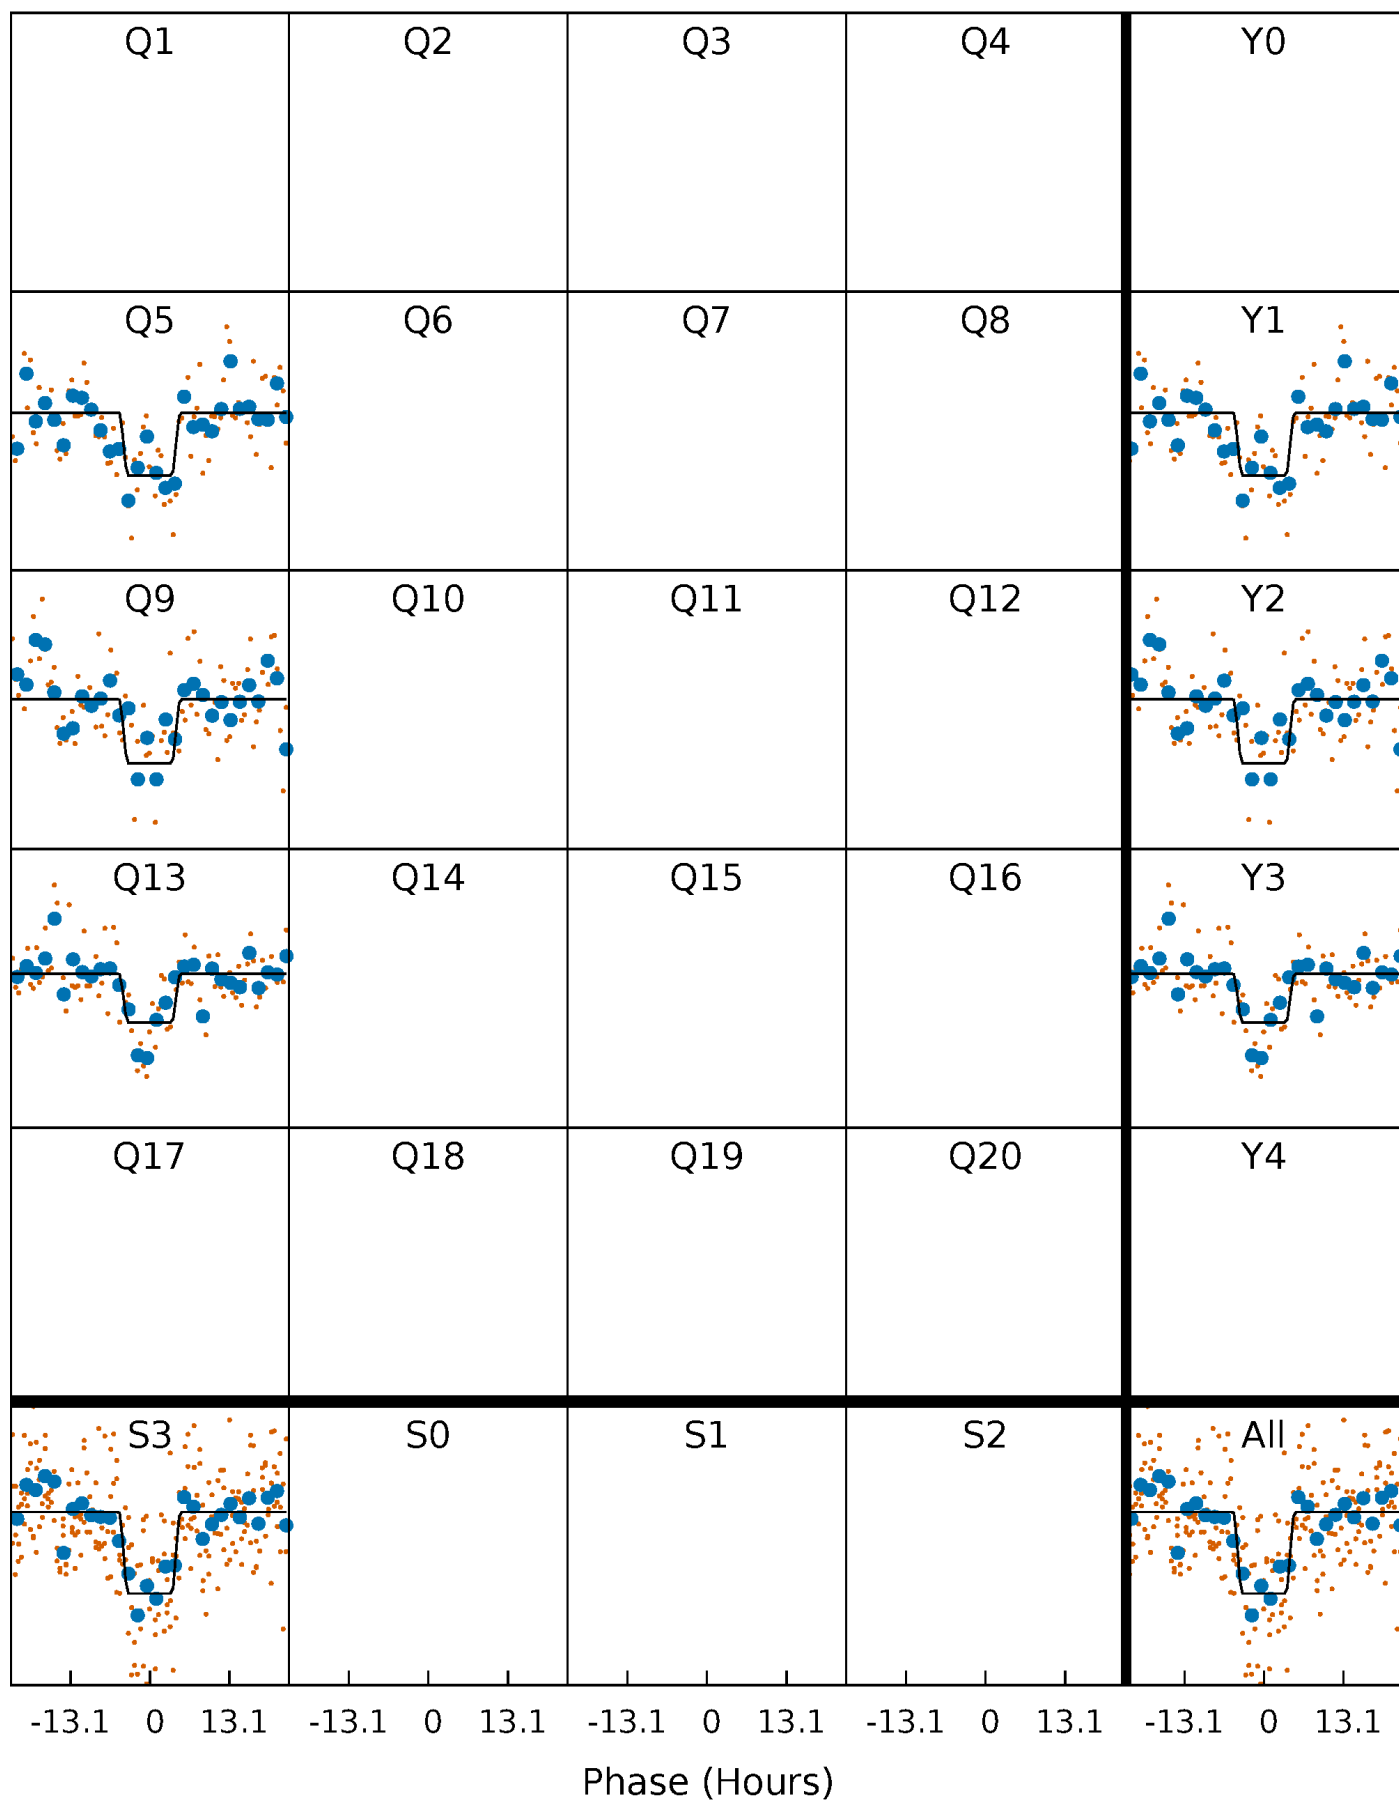 Q1 Q2 Q3 Q4 Y0
Q5 Q6 Q7 Q8 Y1
Q9 Q10 Q11 Q12 Y2
Q13 Q14 Q15 Q16 Y3
Q17 Q18 Q19 Q20 Y4
S3 S0 S1 S2 All
-13.1 0 13.1 -13.1 0 13.1 -13.1 0 13.1 -13.1 0 13.1 -13.1 0 13.1
Phase (Hours)